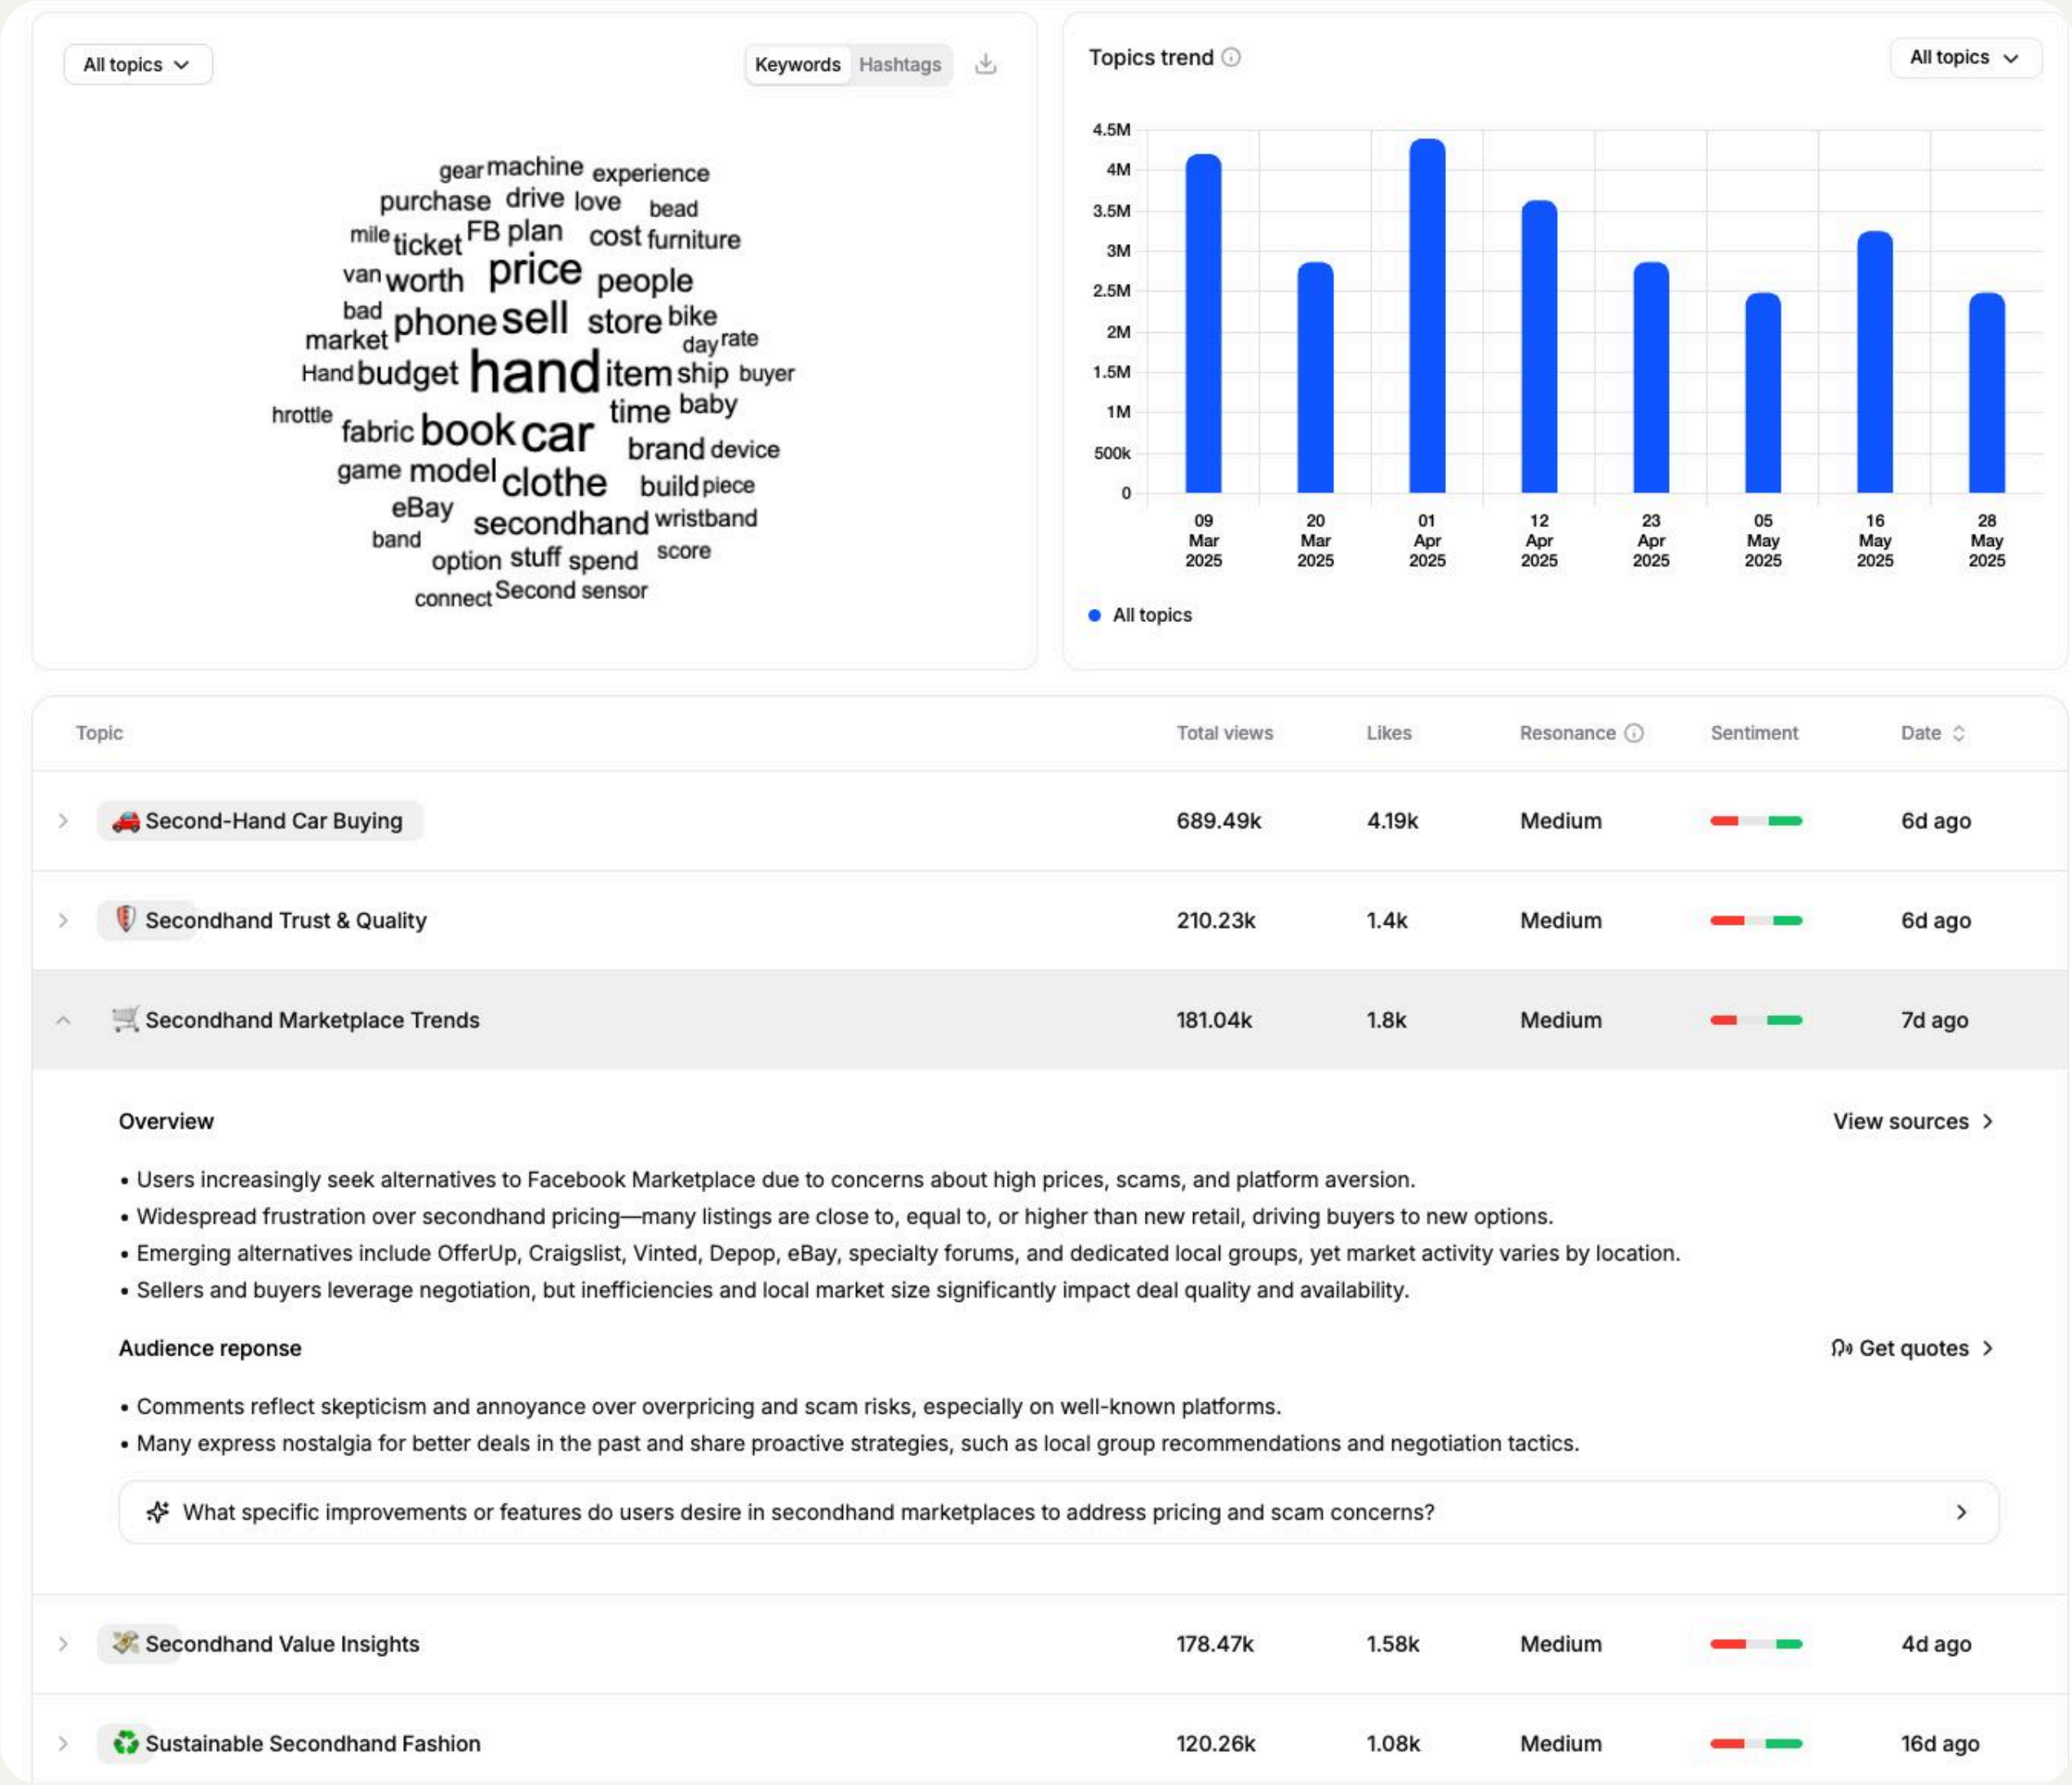 All topics
Keywords Hashtags
gear machine experience
purchase drive love bead
mile ticket FB plan cost furniture
van worth price people
bad phone sell store bike
market day rate
Hand budget hand item ship buyer
hrottle fabric book car time baby
brand device
game model clothe build piece
eBay secondhand wristband
band option stuff spend score
connect Second sensor
Topics trend
All topics
4.5M
4M
3.5M
3M
2.5M
2M
1.5M
1M
500k
0
09 Mar 2025
20 Mar 2025
01 Apr 2025
12 Apr 2025
23 Apr 2025
05 May 2025
16 May 2025
28 May 2025
All topics
Topic Total views Likes Resonance Sentiment Date
Second-Hand Car Buying 689.49k 4.19k Medium 6d ago
Secondhand Trust & Quality 210.23k 1.4k Medium 6d ago
Secondhand Marketplace Trends 181.04k 1.8k Medium 7d ago
Overview View sources
• Users increasingly seek alternatives to Facebook Marketplace due to concerns about high prices, scams, and platform aversion.
• Widespread frustration over secondhand pricing—many listings are close to, equal to, or higher than new retail, driving buyers to new options.
• Emerging alternatives include OfferUp, Craigslist, Vinted, Depop, eBay, specialty forums, and dedicated local groups, yet market activity varies by location.
• Sellers and buyers leverage negotiation, but inefficiencies and local market size significantly impact deal quality and availability.
Audience reponse Get quotes
• Comments reflect skepticism and annoyance over overpricing and scam risks, especially on well-known platforms.
• Many express nostalgia for better deals in the past and share proactive strategies, such as local group recommendations and negotiation tactics.
What specific improvements or features do users desire in secondhand marketplaces to address pricing and scam concerns?
Secondhand Value Insights 178.47k 1.58k Medium 4d ago
Sustainable Secondhand Fashion 120.26k 1.08k Medium 16d ago